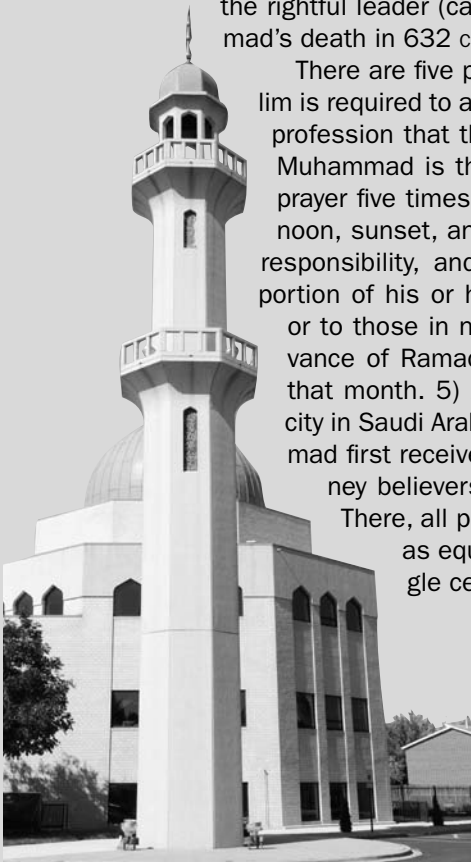 the rightful leader (ca
mad’s death in 632 c
There are five p
lim is required to a
profession that th
Muhammad is th
prayer five times
noon, sunset, an
responsibility, and
portion of his or h
or to those in n
vance of Ramad
that month. 5)
city in Saudi Aral
mad first receive
ney believers
There, all p
as equ
gle ce